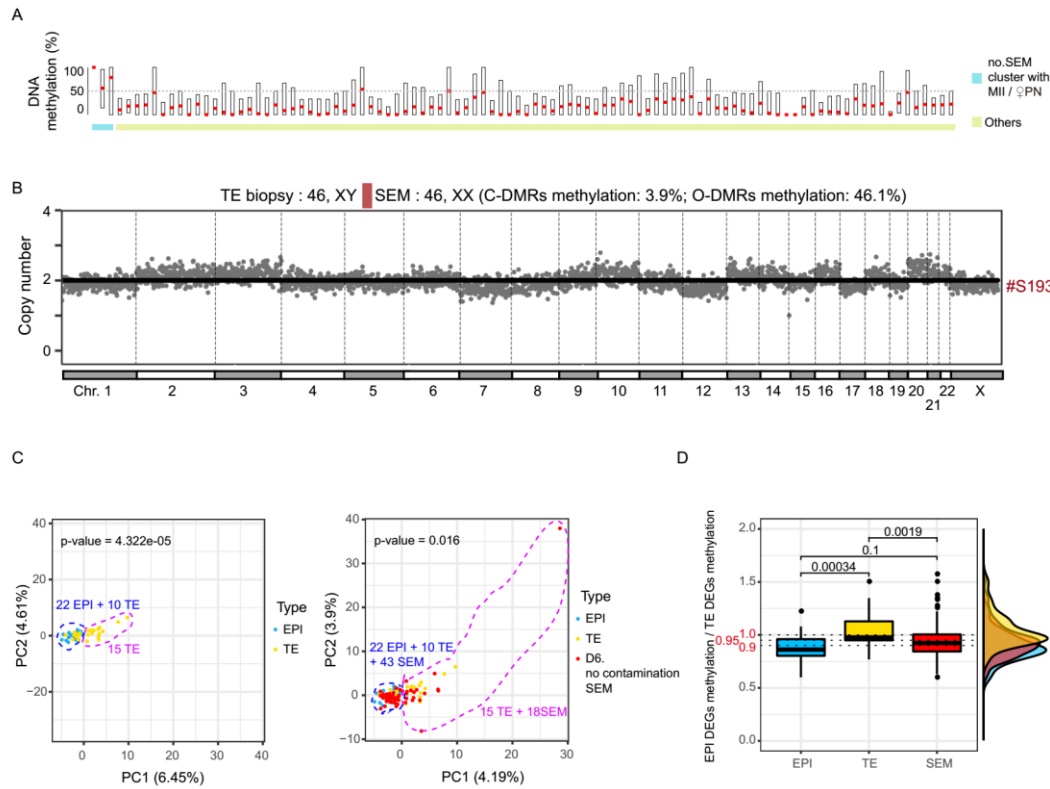 A
DNA
methylation (%)
100
50
0
no.SEM
cluster with
MII / ♀PN
Others
B
TE biopsy : 46, XY SEM : 46, XX (C-DMRs methylation: 3.9%; O-DMRs methylation: 46.1%)
Copy number
4
2
0
#S193
Chr. 1 2 3 4 5 6 7 8 9 10 11 12 13 14 15 16 17 18 19 20 21 22 X
C
PC2 (4.61%)
40
20
0
−20
p-value = 4.322e-05
22 EPI + 10 TE
15 TE
0 10 20 30 40
PC1 (6.45%)
Type
EPI
TE
PC2 (3.9%)
40
30
20
10
0
−10
p-value = 0.016
22 EPI + 10 TE
+ 43 SEM
15 TE + 18SEM
0 10 20 30
PC1 (4.19%)
Type
EPI
TE
D6.
no contamination
SEM
D
EPI DEGs methylation / TE DEGs methylation
2.0
1.5
1.0
0.95
0.9
0.5
0.0
0.0019
0.1
0.00034
EPI TE SEM